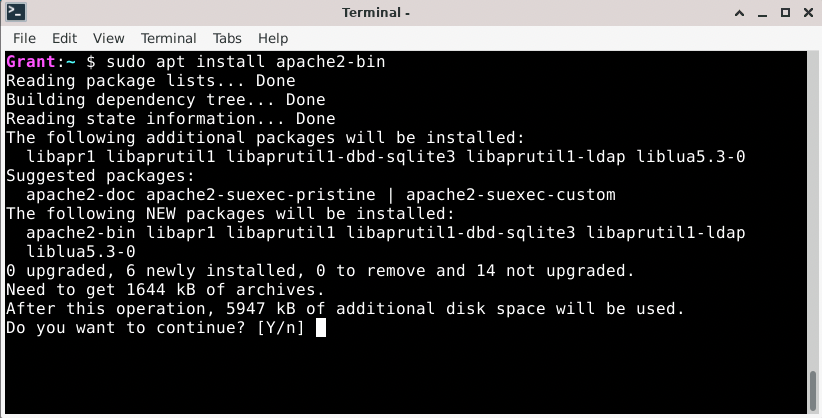 Terminal -
File Edit View Terminal Tabs Help
Grant:~ $ sudo apt install apache2-bin
Reading package lists... Done
Building dependency tree... Done
Reading state information... Done
The following additional packages will be installed:
  libapr1 libaprutil1 libaprutil1-dbd-sqlite3 libaprutil1-ldap liblua5.3-0
Suggested packages:
  apache2-doc apache2-suexec-pristine | apache2-suexec-custom
The following NEW packages will be installed:
  apache2-bin libapr1 libaprutil1 libaprutil1-dbd-sqlite3 libaprutil1-ldap
  liblua5.3-0
0 upgraded, 6 newly installed, 0 to remove and 14 not upgraded.
Need to get 1644 kB of archives.
After this operation, 5947 kB of additional disk space will be used.
Do you want to continue? [Y/n]